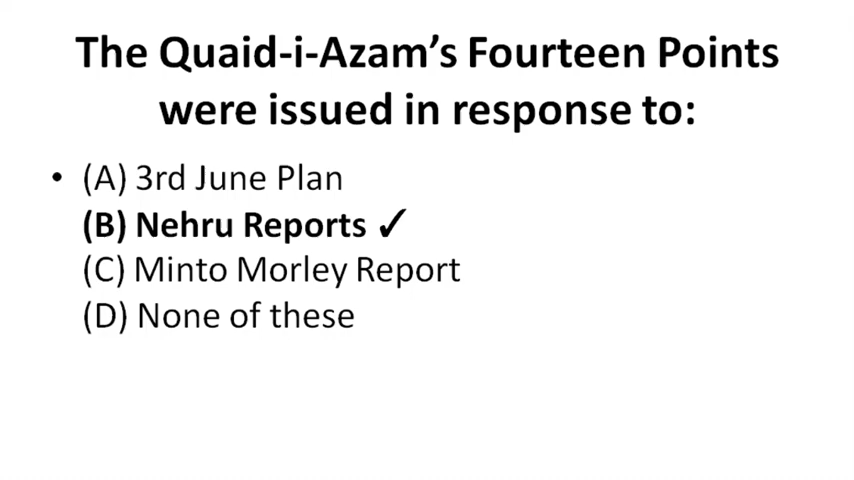 The Quaid-i-Azam’s Fourteen Points
were issued in response to:
• (A) 3rd June Plan
(B) Nehru Reports ✓
(C) Minto Morley Report
(D) None of these